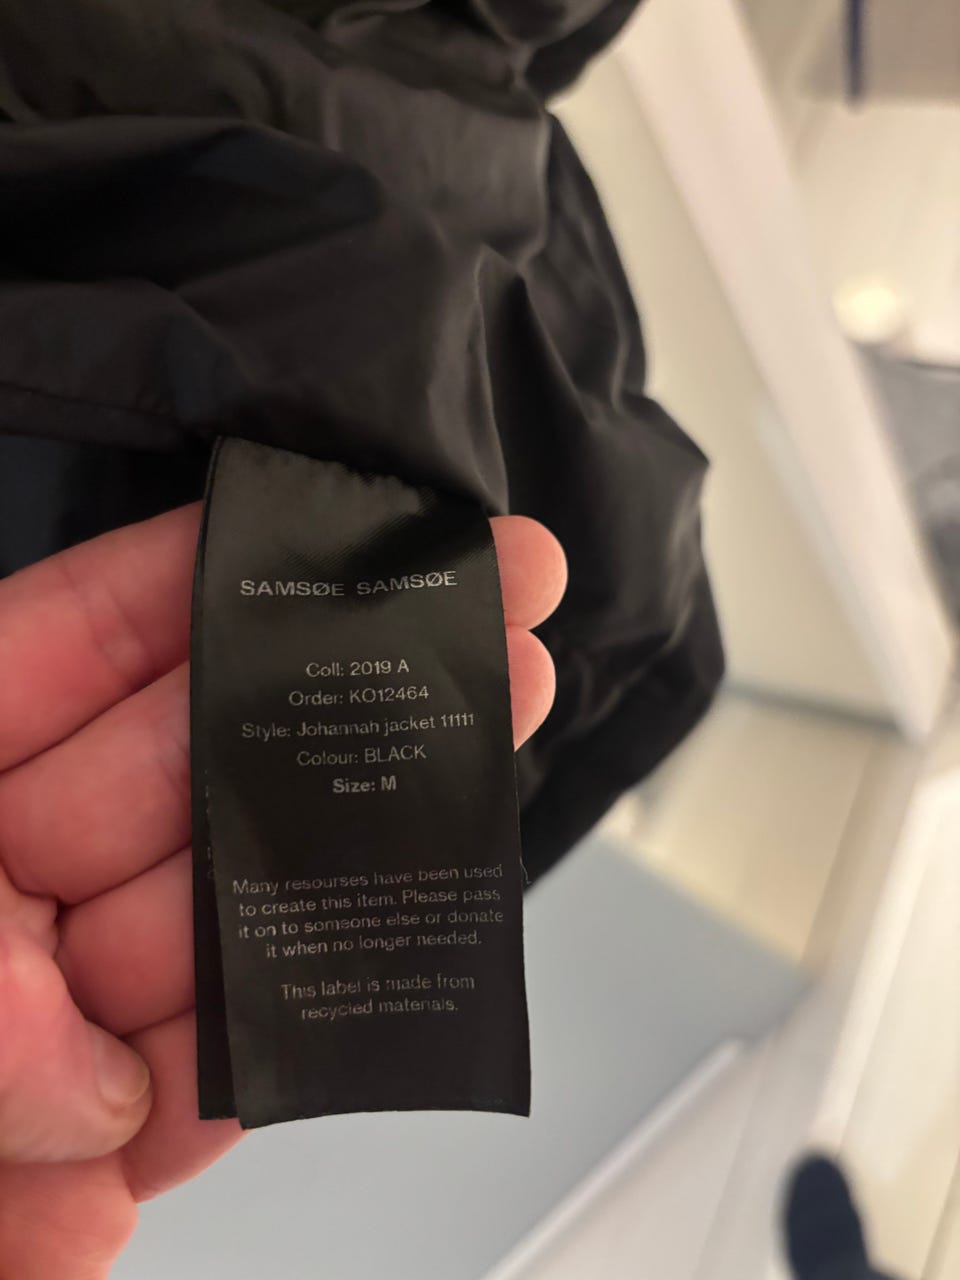 SAMSØE SAMSØE
Coll: 2019 A
Order: KO12464
Style: Johannah jacket 11111
Colour: BLACK
Size: M
Many resourses have been used
to create this item. Please pass
it on to someone else or donate
it when no longer needed.
This label is made from
recycled materials.